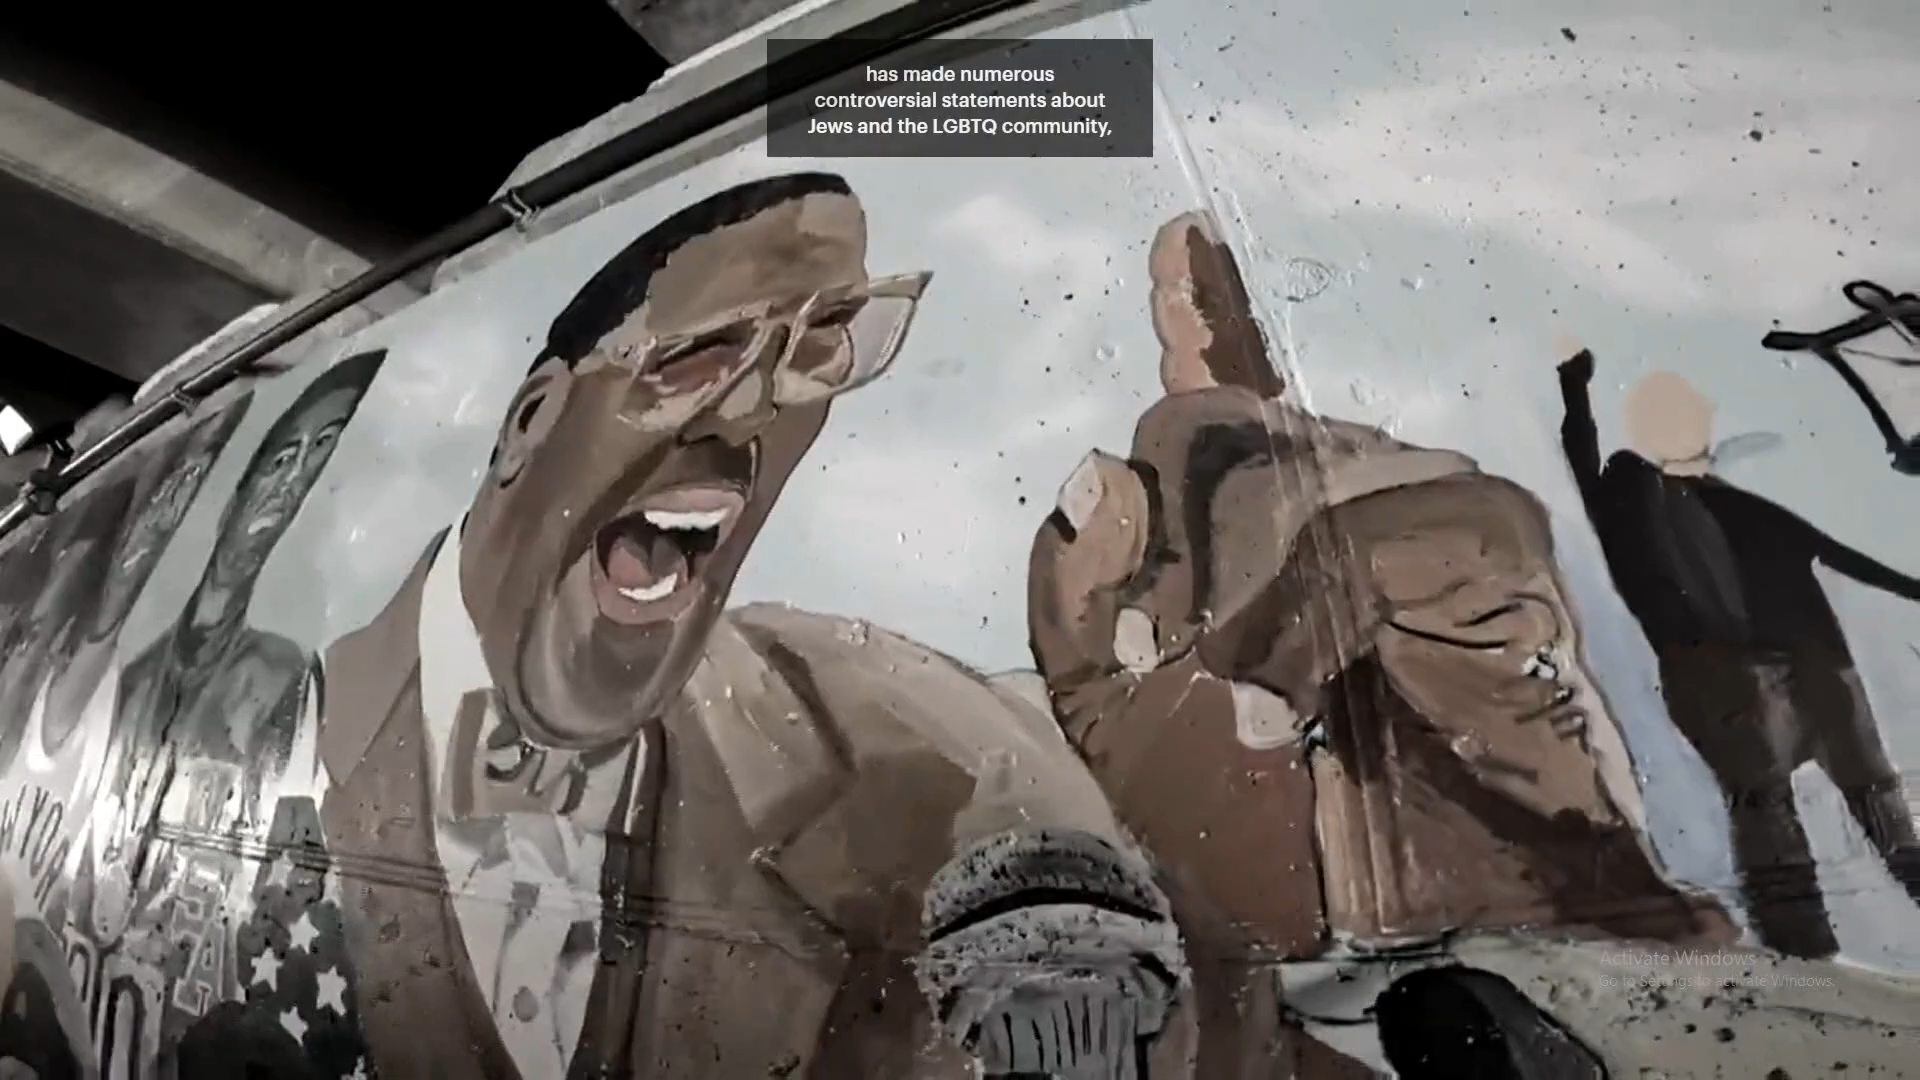 has made numerous
controversial statements about
Jews and the LGBTQ community,
Activate Windows
Go to Settings to activate Windows.